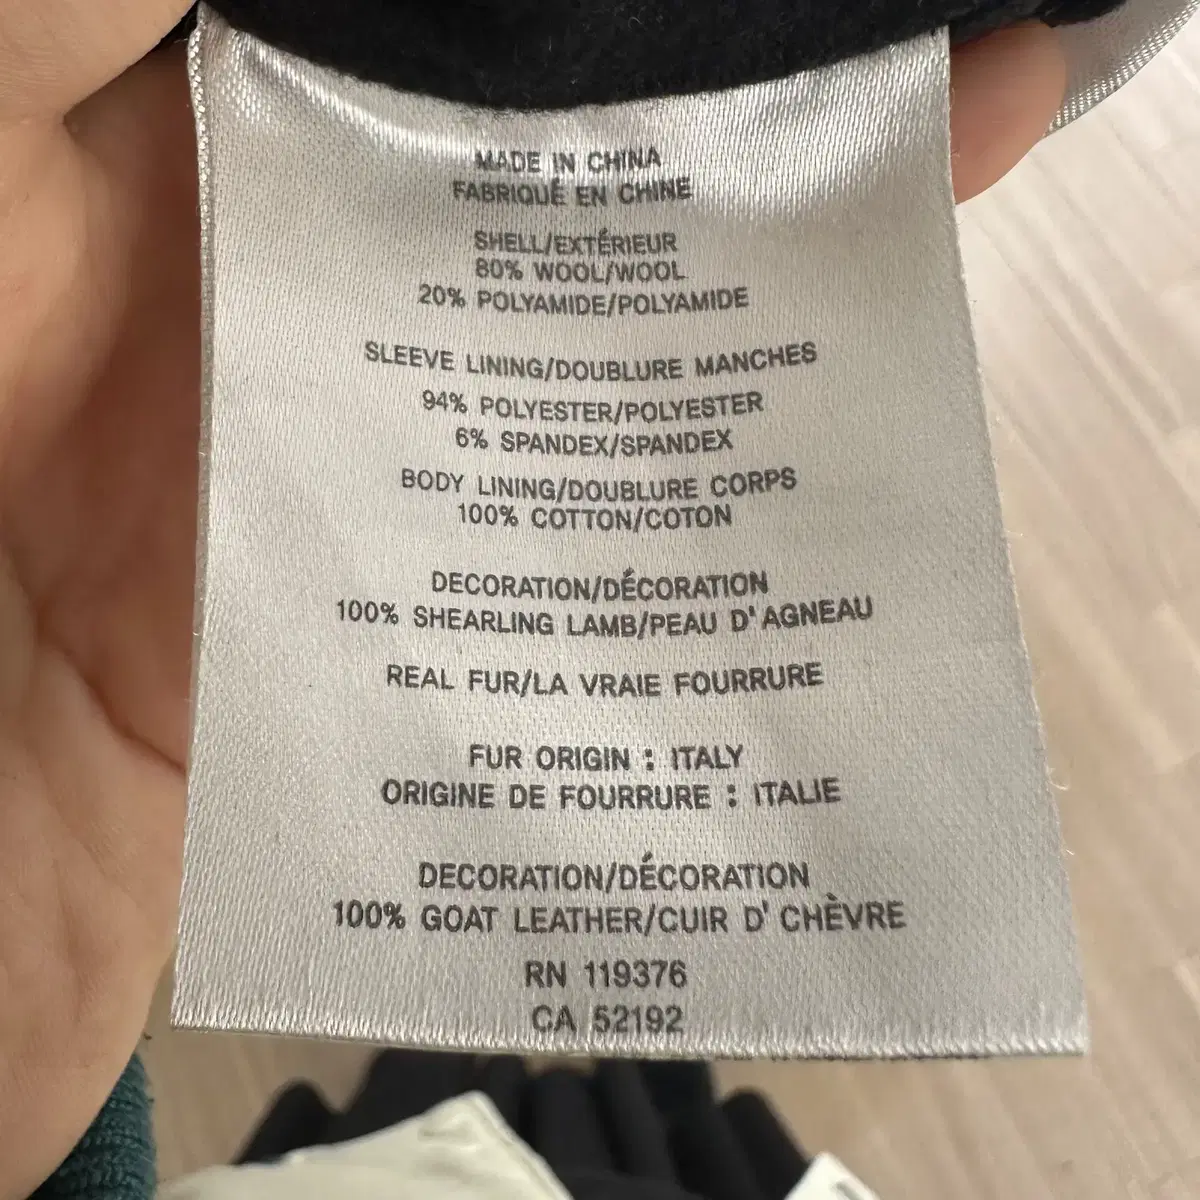 MADE IN CHINA
FABRIQUÉ EN CHINE
SHELL/EXTÉRIEUR
80% WOOL/WOOL
20% POLYAMIDE/POLYAMIDE
SLEEVE LINING/DOUBLURE MANCHES
94% POLYESTER/POLYESTER
6% SPANDEX/SPANDEX
BODY LINING/DOUBLURE CORPS
100% COTTON/COTON
DECORATION/DÉCORATION
100% SHEARLING LAMB/PEAU D'AGNEAU
REAL FUR/LA VRAIE FOURRURE
FUR ORIGIN : ITALY
ORIGINE DE FOURRURE : ITALIE
DECORATION/DÉCORATION
100% GOAT LEATHER/CUIR D' CHÈVRE
RN 119376
CA 52192